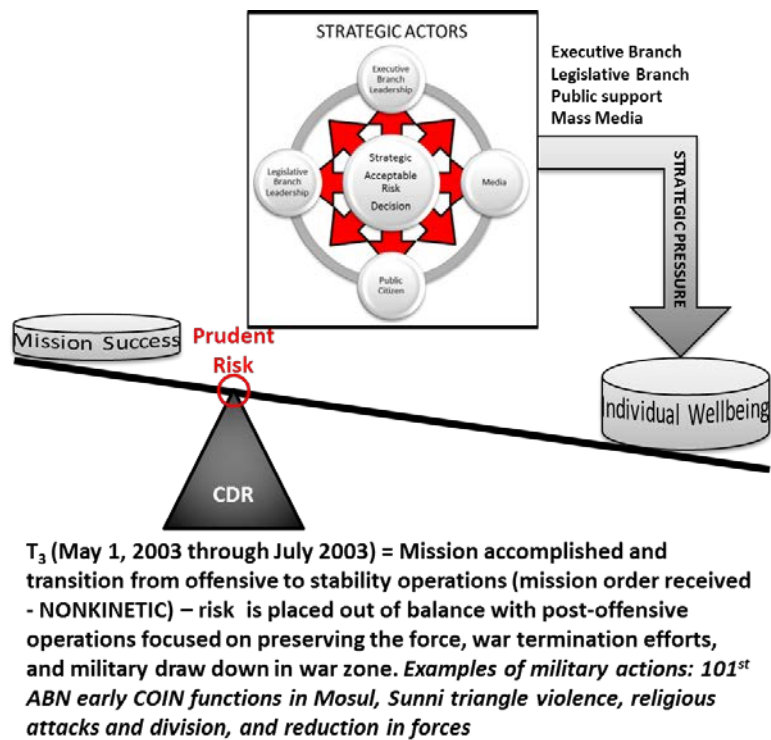 STRATEGIC ACTORS
Executive
Branch
Leadership
Legislative
Branch
Leadership
Strategic
Acceptable
Risk
Decision
Media
Public
Citizen
Executive Branch
Legislative Branch
Public support
Mass Media
STRATEGIC PRESSURE
Mission Success
Prudent
Risk
Individual Wellbeing
CDR
T₃ (May 1, 2003 through July 2003) = Mission accomplished and
transition from offensive to stability operations (mission order received
- NONKINETIC) – risk is placed out of balance with post-offensive
operations focused on preserving the force, war termination efforts,
and military draw down in war zone. Examples of military actions: 101st
ABN early COIN functions in Mosul, Sunni triangle violence, religious
attacks and division, and reduction in forces